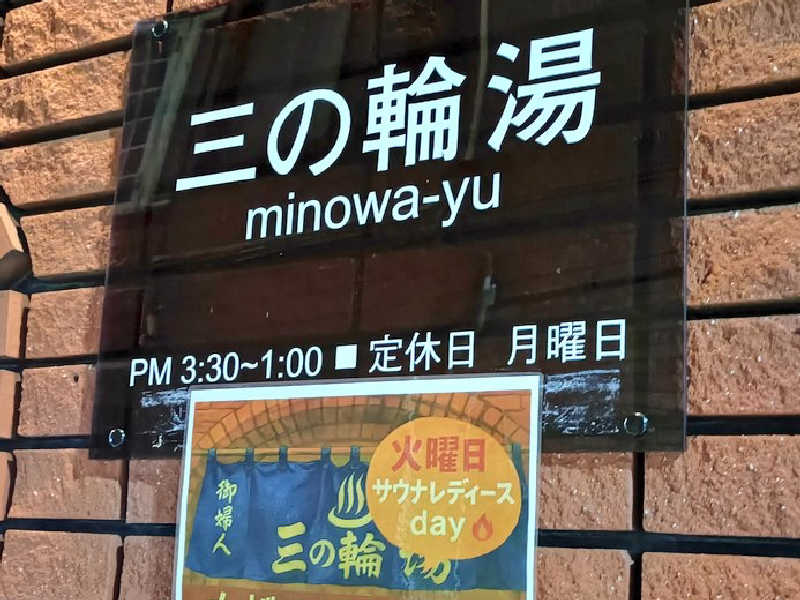 三の輪湯
minowa-yu
PM 3:30~1:00 ■ 定休日 月曜日
火曜日
サウナレディース
day
御婦人
三の輪湯